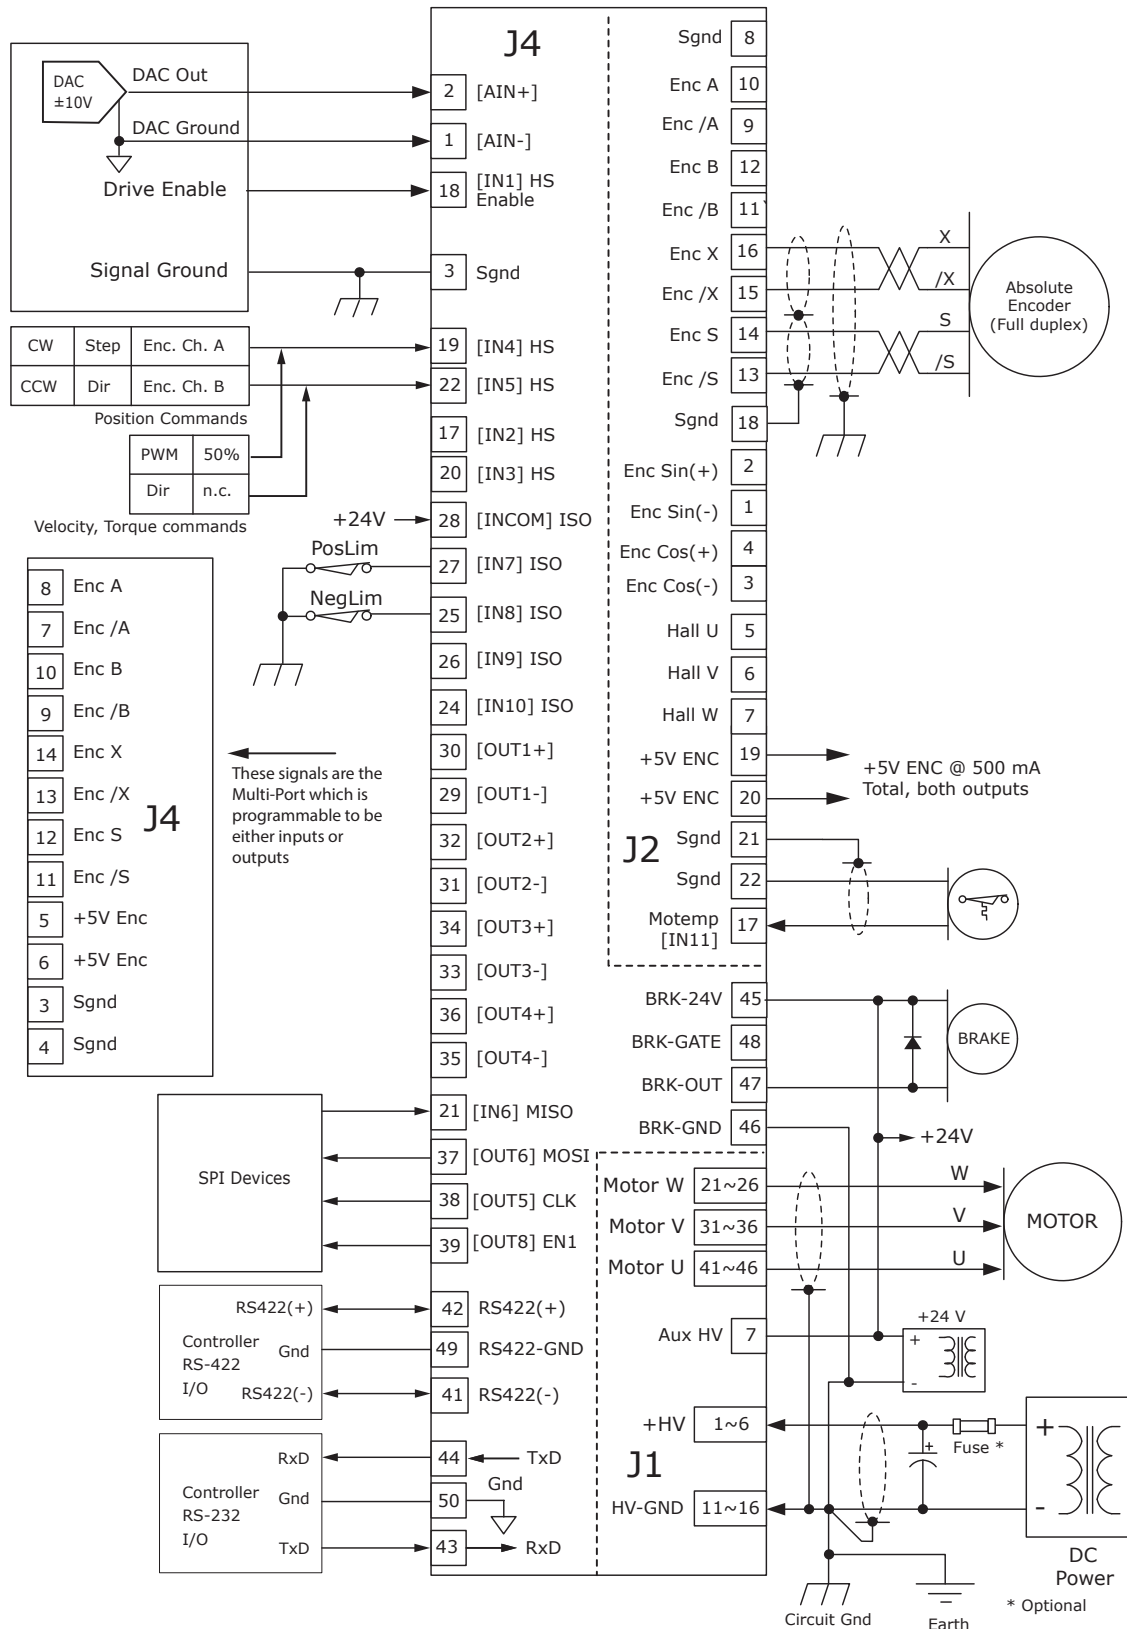 DAC
±10V
DAC Out
DAC Ground
Drive Enable
Signal Ground
CW Step Enc. Ch. A
CCW Dir Enc. Ch. B
Position Commands
PWM 50%
Dir n.c.
Velocity, Torque commands
+24V
PosLim
NegLim
8 Enc A
7 Enc /A
10 Enc B
9 Enc /B
14 Enc X
13 Enc /X
12 Enc S
11 Enc /S
5 +5V Enc
6 +5V Enc
3 Sgnd
4 Sgnd
J4
These signals are the
Multi-Port which is
programmable to be
either inputs or
outputs
SPI Devices
RS422(+)
Controller
RS-422
I/O
Gnd
RS422(-)
RxD
Controller
RS-232
I/O
Gnd
TxD
J4
2 [AIN+]
1 [AIN-]
18 [IN1] HS
Enable
3 Sgnd
19 [IN4] HS
22 [IN5] HS
17 [IN2] HS
20 [IN3] HS
28 [INCOM] ISO
27 [IN7] ISO
25 [IN8] ISO
26 [IN9] ISO
24 [IN10] ISO
30 [OUT1+]
29 [OUT1-]
32 [OUT2+]
31 [OUT2-]
34 [OUT3+]
33 [OUT3-]
36 [OUT4+]
35 [OUT4-]
21 [IN6] MISO
37 [OUT6] MOSI
38 [OUT5] CLK
39 [OUT8] EN1
42 RS422(+)
49 RS422-GND
41 RS422(-)
44 TxD
50 Gnd
43 RxD
Sgnd 8
Enc A 10
Enc /A 9
Enc B 12
Enc /B 11`
Enc X 16
Enc /X 15
Enc S 14
Enc /S 13
Sgnd 18
Enc Sin(+) 2
Enc Sin(-) 1
Enc Cos(+) 4
Enc Cos(-) 3
Hall U 5
Hall V 6
Hall W 7
+5V ENC 19
+5V ENC 20
J2
Sgnd 21
Sgnd 22
Motemp 17
[IN11]
BRK-24V 45
BRK-GATE 48
BRK-OUT 47
BRK-GND 46
Motor W 21~26
Motor V 31~36
Motor U 41~46
Aux HV 7
+HV 1~6
J1
HV-GND 11~16
X
/X
S
/S
Absolute
Encoder
(Full duplex)
+5V ENC @ 500 mA
Total, both outputs
BRAKE
+24V
W
V
U
MOTOR
+24 V
+
-
+
Fuse *
+
-
DC
Power
* Optional
Circuit Gnd
Earth